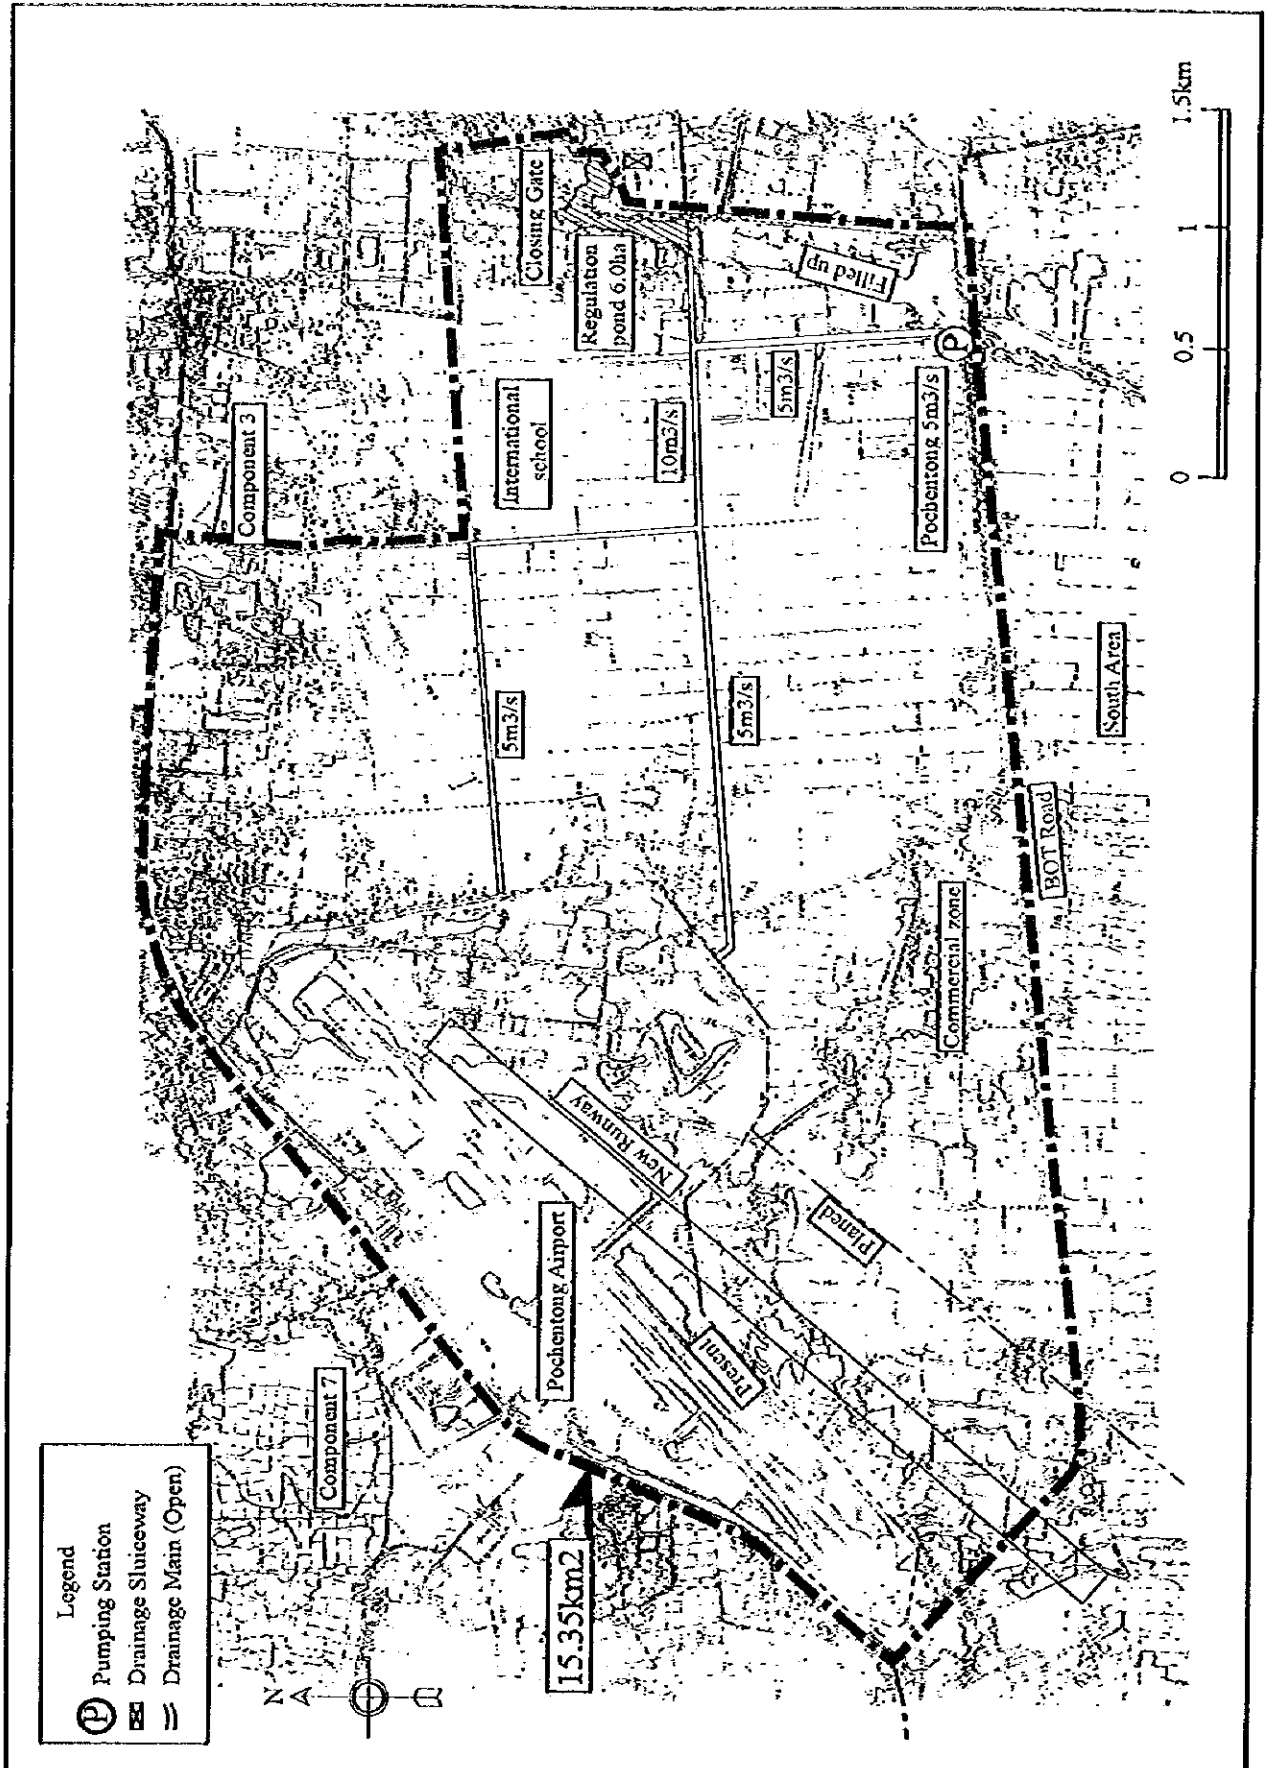 Legend
P Pumping Station
Drainage Sluiceway
Drainage Main (Open)
N
Component 7
15.35km2
Pochentong Airport
Present
New Runway
Planed
Component 3
International
school
Closing Gate
Regulation
pond 6.0ha
5m3/s
10m3/s
5m3/s
5m3/s
Filled up
P
Pochentong 5m3/s
Commercial zone
BOT Road
South Area
0
0.5
1
1.5km